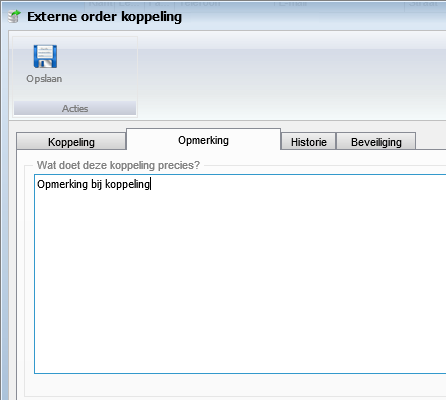 Externe order koppeling
Opslaan
Acties
Koppeling Opmerking Historie Beveiliging
Wat doet deze koppeling precies?
Opmerking bij koppeling